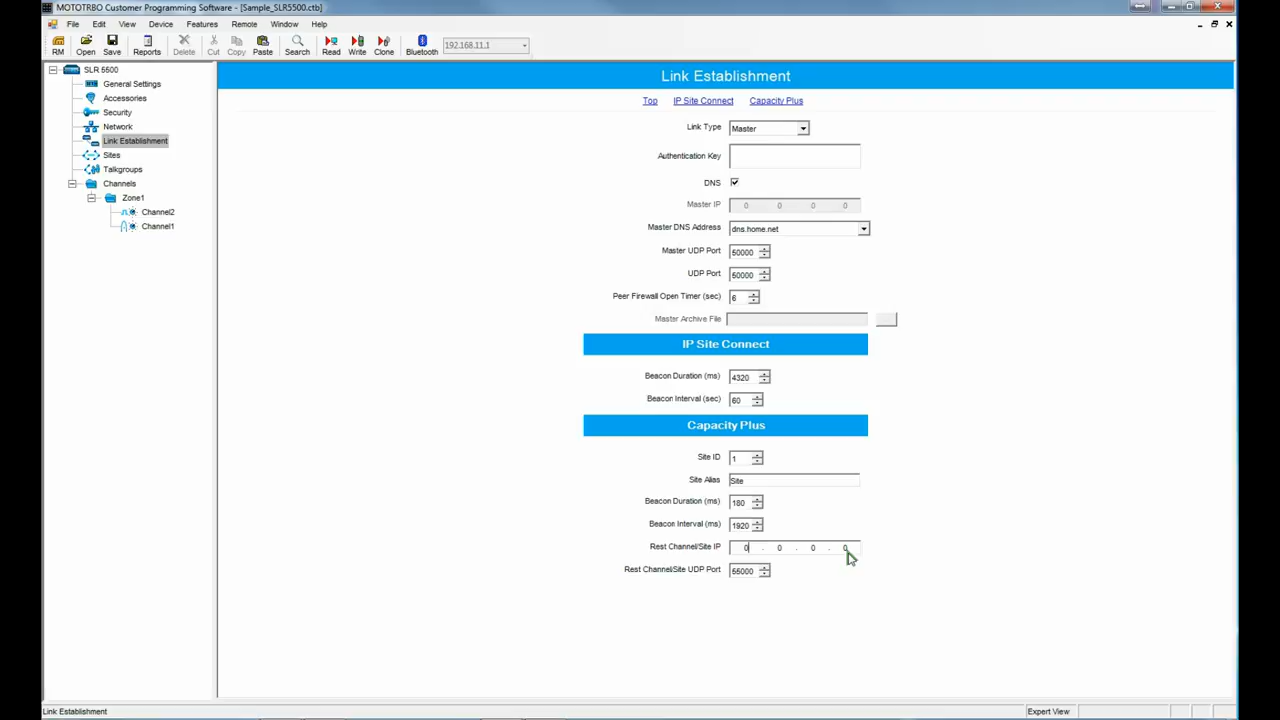 MOTOTRBO Customer Programming Software - [Sample_SLR5500.ctb]
File Edit View Device Features Remote Window Help
RM Open Save Reports Delete Cut Copy Paste Search Read Write Clone Bluetooth 192.168.11.1
SLR 5500
General Settings
Accessories
Security
Network
Link Establishment
Sites
Talkgroups
Channels
Zone1
Channel2
Channel1
Link Establishment
Top IP Site Connect Capacity Plus
Link Type Master
Authentication Key
DNS
Master IP 0 0 0 0
Master DNS Address dns.home.net
Master UDP Port 50000
UDP Port 50000
Peer Firewall Open Timer (sec) 6
Master Archive File
IP Site Connect
Beacon Duration (ms) 4320
Beacon Interval (sec) 60
Capacity Plus
Site ID 1
Site Alias Site
Beacon Duration (ms) 180
Beacon Interval (ms) 1920
Rest Channel/Site IP 0 . 0 . 0 . 0
Rest Channel/Site UDP Port 55000
Link Establishment Expert View